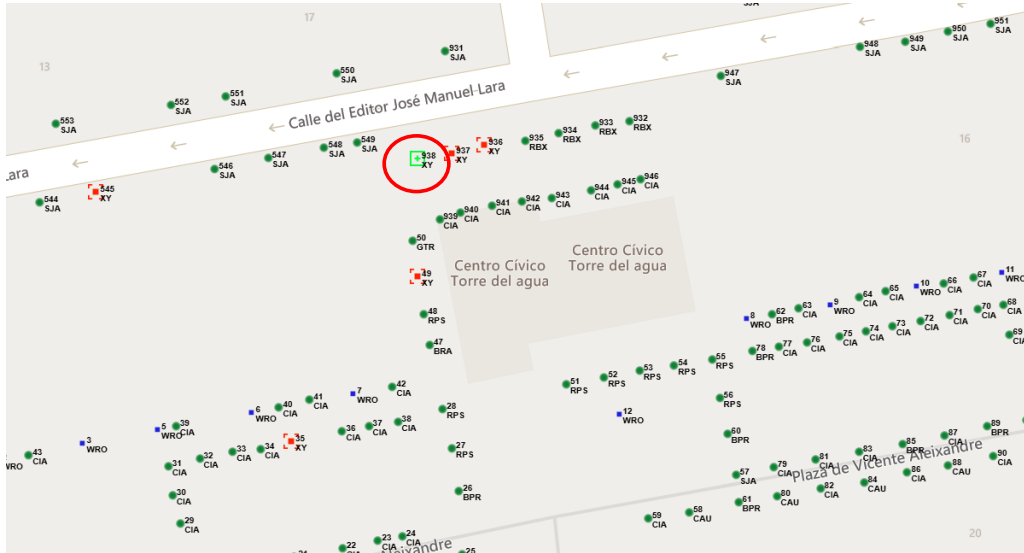 17
13
16
20
Calle del Editor José Manuel Lara
Lara
SJA
951
SJA
950
SJA
949
SJA
948
SJA
947
SJA
931
SJA
550
SJA
551
SJA
552
SJA
553
SJA
932
RBX
933
RBX
934
RBX
935
RBX
936
XY
937
XY
938
XY
549
SJA
548
SJA
547
SJA
546
SJA
545
XY
544
SJA
946
CIA
945
CIA
944
CIA
943
CIA
942
CIA
941
CIA
940
CIA
939
CIA
50
GTR
49
XY
48
RPS
47
BRA
Centro Cívico
Torre del agua
Centro Cívico
Torre del agua
11
WRO
67
CIA
66
CIA
10
WRO
65
CIA
64
CIA
9
WRO
63
CIA
62
BPR
8
WRO
68
CIA
69
CIA
70
CIA
71
CIA
72
CIA
73
CIA
74
CIA
75
CIA
76
CIA
77
CIA
78
BPR
55
RPS
54
RPS
53
RPS
52
RPS
51
RPS
56
RPS
12
WRO
60
BPR
42
CIA
7
WRO
41
CIA
40
CIA
6
WRO
39
CIA
5
WRO
3
WRO
43
CIA
WRO
38
CIA
37
CIA
36
CIA
35
XY
34
CIA
33
CIA
32
CIA
31
CIA
30
CIA
29
CIA
28
RPS
27
RPS
26
BPR
25
24
CIA
23
CIA
22
CIA
21
Aleixandre
89
BPR
87
CIA
85
BPR
83
CIA
81
CIA
79
CIA
57
SJA
Plaza de Vicente Aleixandre
90
CIA
88
CAU
86
CIA
84
CAU
82
CIA
80
CAU
61
BPR
58
CAU
59
CIA